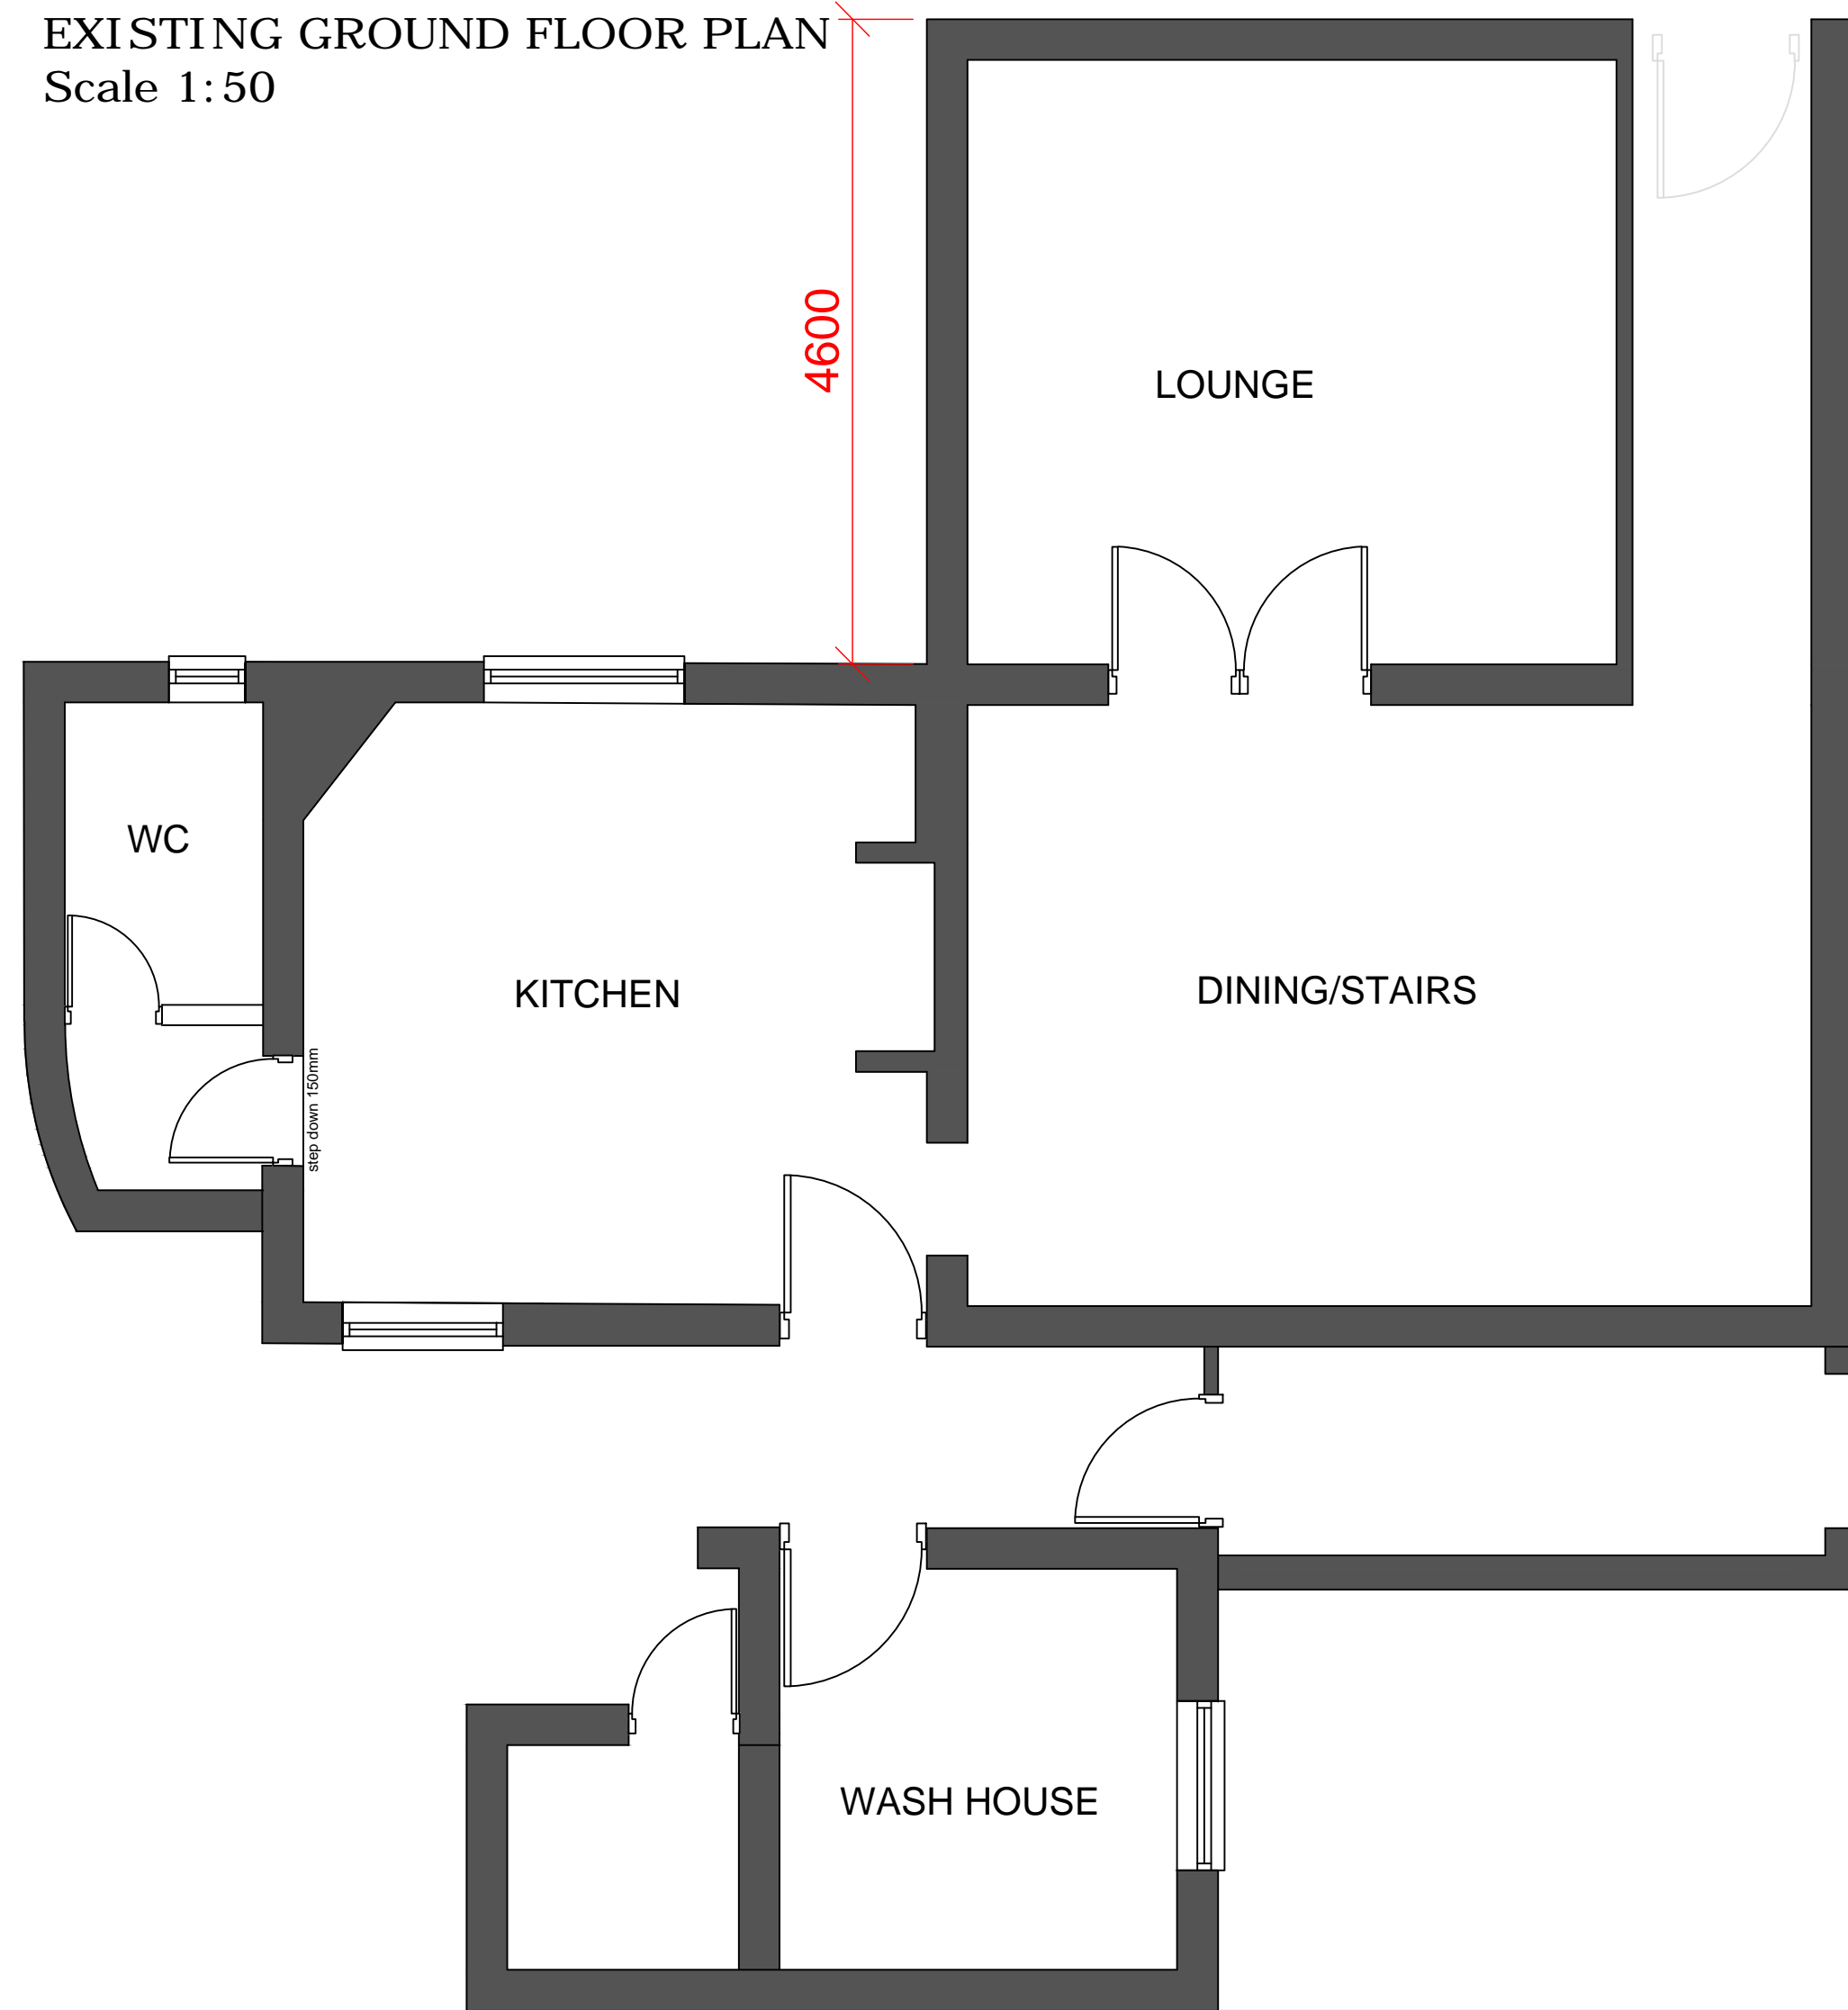 EXISTING GROUND FLOOR PLAN
Scale 1:50
4600
LOUNGE
WC
KITCHEN
DINING/STAIRS
step down 150mm
WASH HOUSE